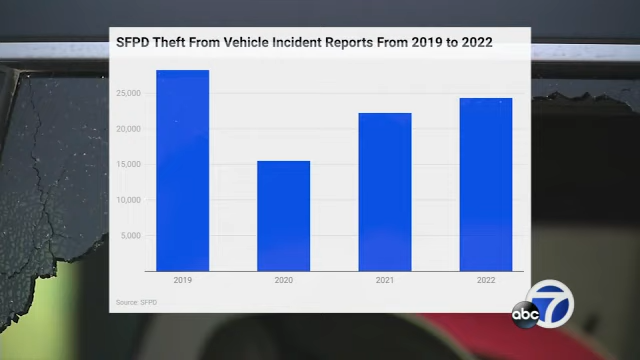 SFPD Theft From Vehicle Incident Reports From 2019 to 2022
25,000
20,000
15,000
10,000
5,000
2019 2020 2021 2022
Source: SFPD
abc 7